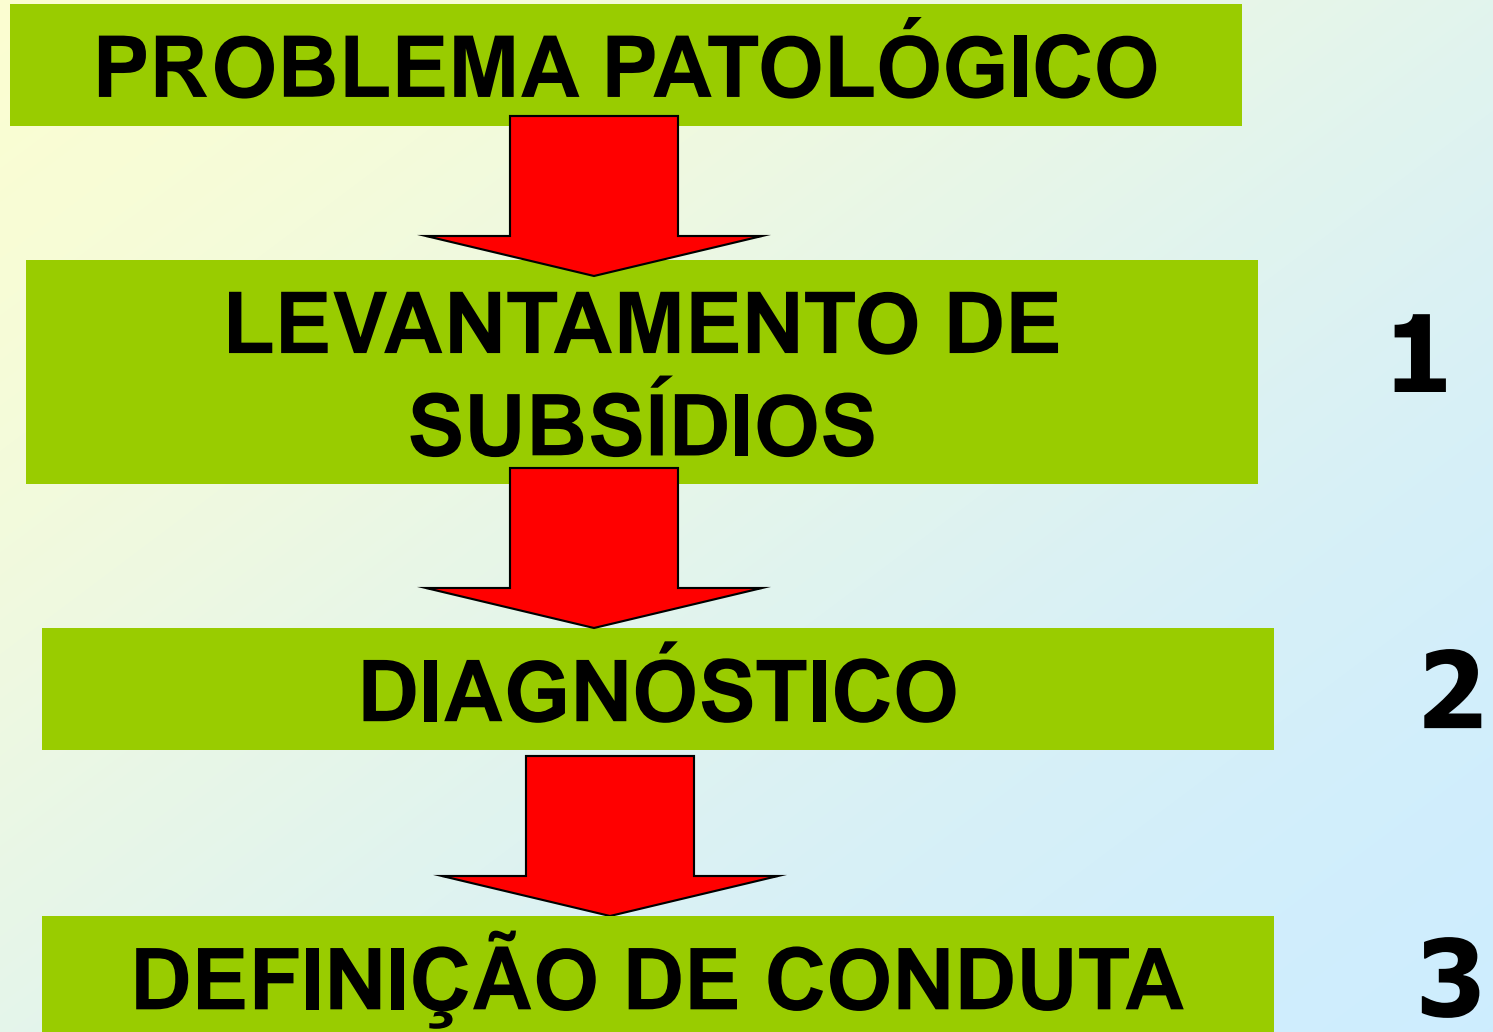 PROBLEMA PATOLÓGICO
LEVANTAMENTO DE
SUBSÍDIOS
1
DIAGNÓSTICO
2
DEFINIÇÃO DE CONDUTA
3